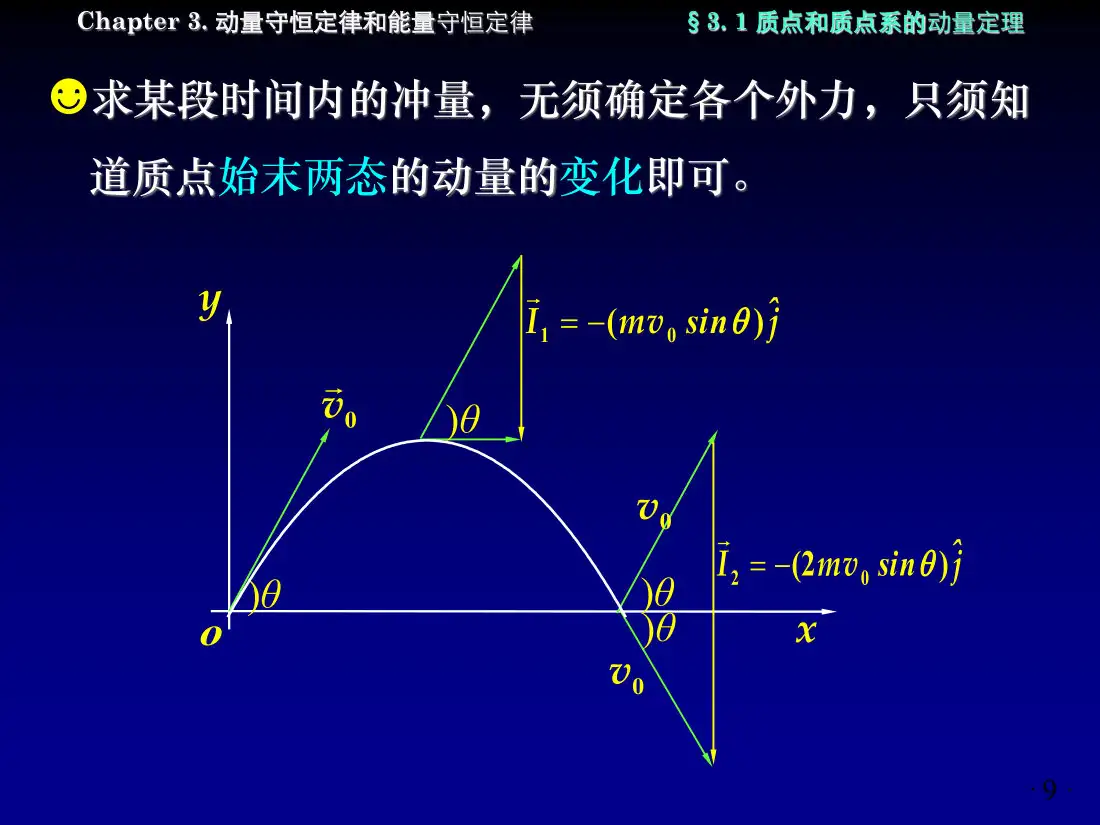 Chapter 3. 动量守恒定律和能量守恒定律
§3.1 质点和质点系的动量定理
求某段时间内的冲量，无须确定各个外力，只须知
道质点始末两态的动量的变化即可。
y
I⃗₁ = −(mv₀ sinθ)ĵ
v⃗₀
)θ
v₀
I⃗₂ = −(2mv₀ sinθ)ĵ
)θ
)θ
)θ
o
x
v₀
· 9 ·